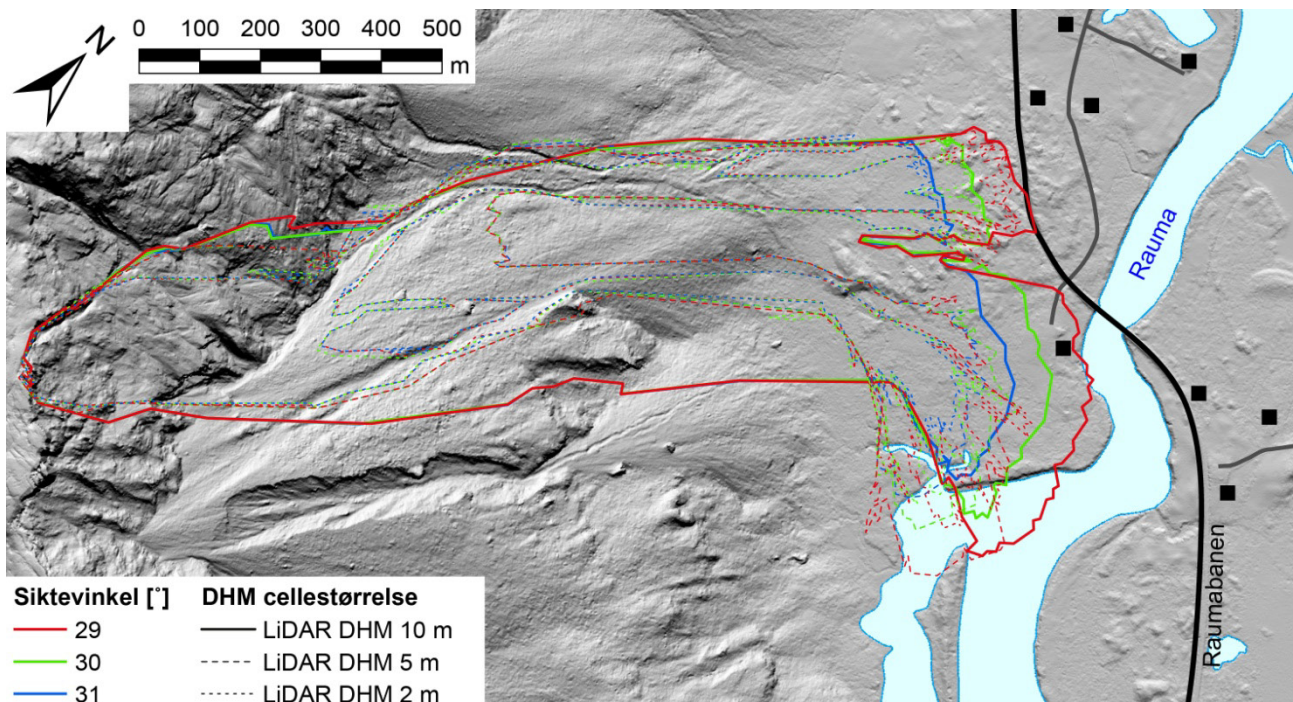 N
0 100 200 300 400 500
m
Rauma
Raumabanen
Siktevinkel [°] DHM cellestørrelse
29 LiDAR DHM 10 m
30 LiDAR DHM 5 m
31 LiDAR DHM 2 m